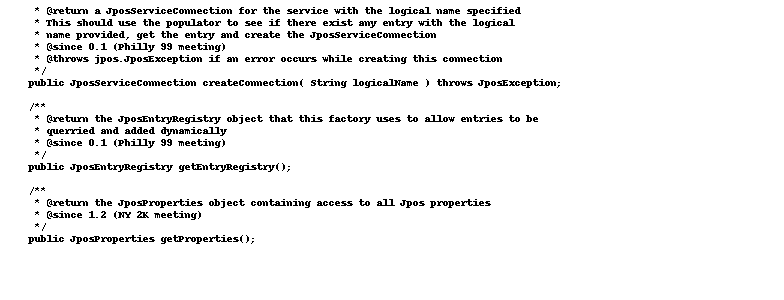 * @return a JposServiceConnection for the service with the logical name specified
* This should use the populator to see if there exist any entry with the logical
* name provided, get the entry and create the JposServiceConnection
* @since 0.1 (Philly 99 meeting)
* @throws jpos.JposException if an error occurs while creating this connection
*/
public JposServiceConnection createConnection( String logicalName ) throws JposException;
/**
* @return the JposEntryRegistry object that this factory uses to allow entries to be
* querried and added dynamically
* @since 0.1 (Philly 99 meeting)
*/
public JposEntryRegistry getEntryRegistry();
/**
* @return the JposProperties object containing access to all Jpos properties
* @since 1.2 (NY 2K meeting)
*/
public JposProperties getProperties();